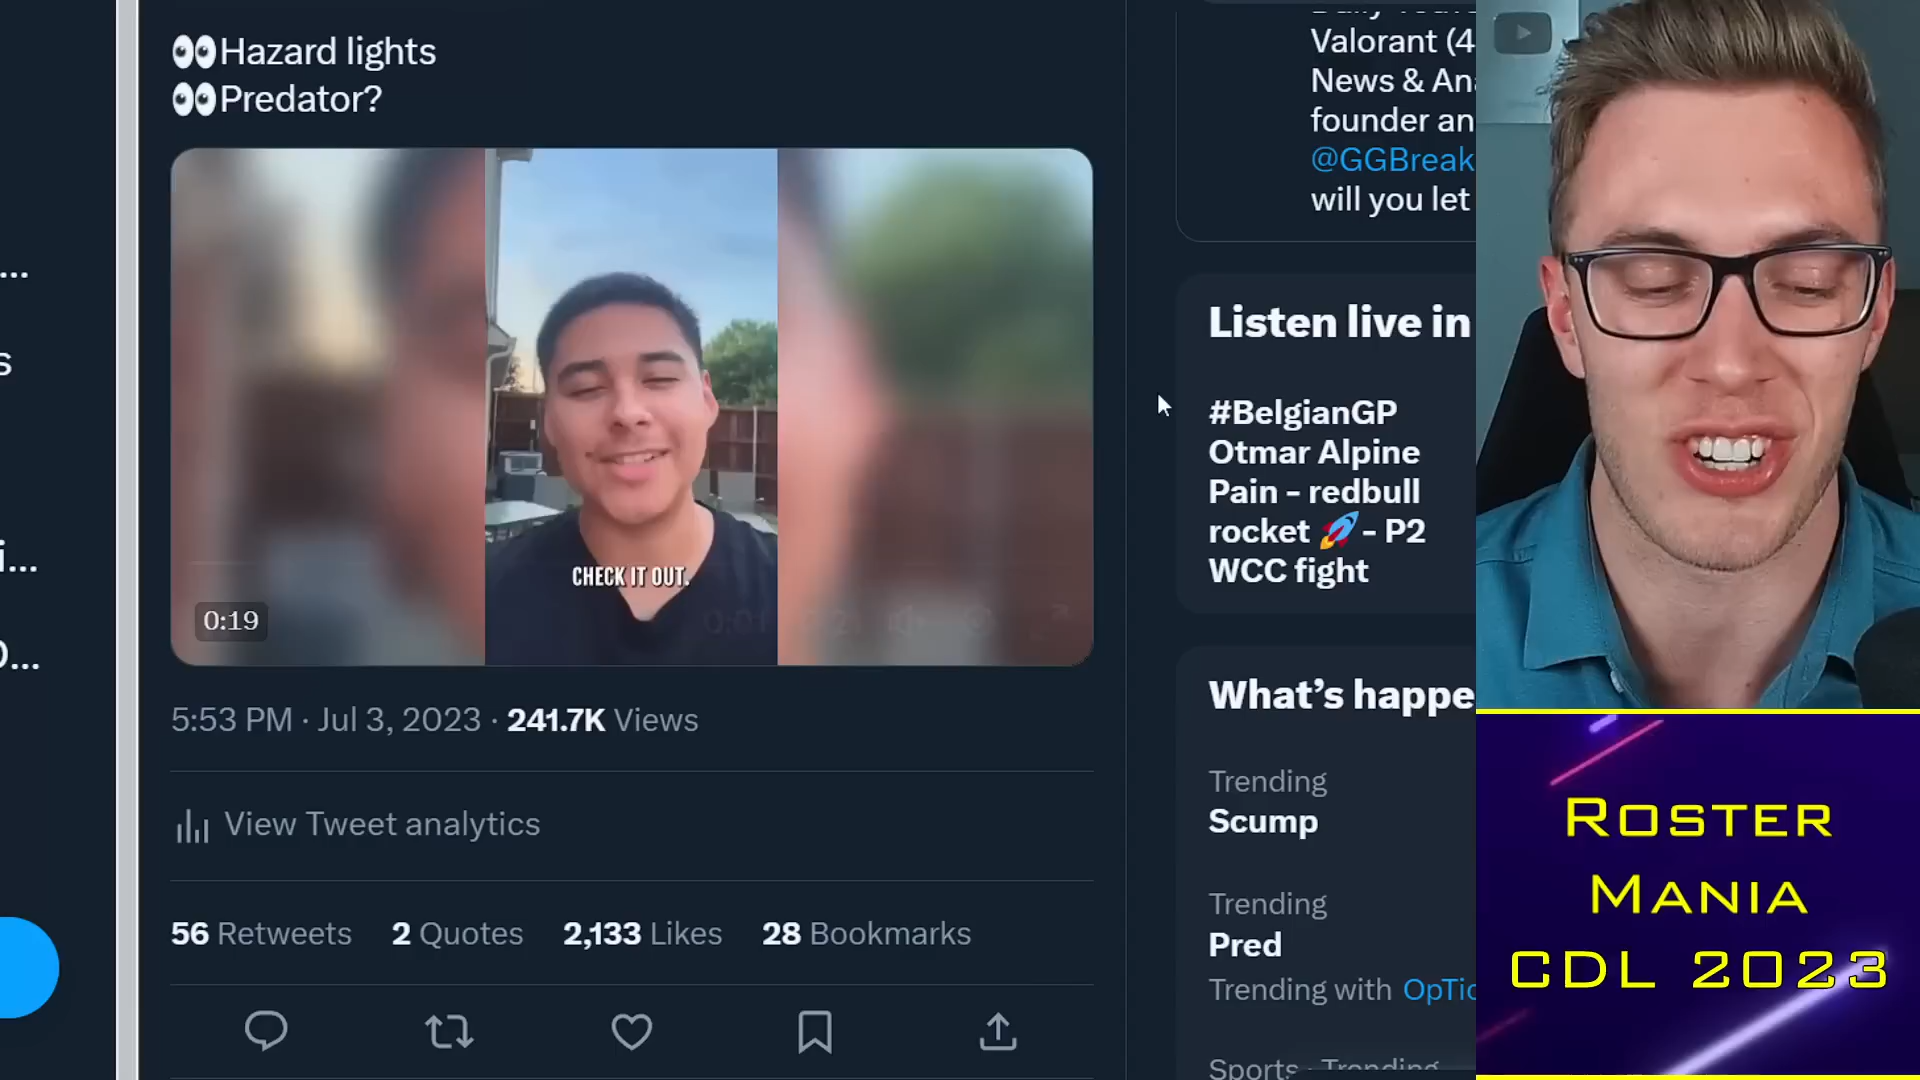 👀Hazard lights
👀Predator?
CHECK IT OUT.
0:19
5:53 PM · Jul 3, 2023 · 241.7K Views
View Tweet analytics
56 Retweets 2 Quotes 2,133 Likes 28 Bookmarks
Valorant (4
News &
founder
@GGBreak
will you let
Listen live in
#BelgianGP
Otmar Alpine
Pain - redbull
rocket 🚀 - P2
WCC fight
What's happe
Trending
Scump
Trending
Pred
Trending with OpTic
Sports · Trending
ROSTER
MANIA
CDL 2023